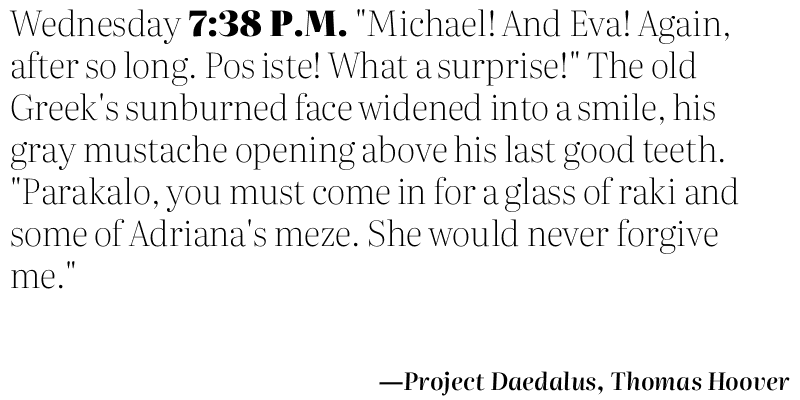 Wednesday 7:38 P.M. "Michael! And Eva! Again,
after so long. Pos iste! What a surprise!" The old
Greek's sunburned face widened into a smile, his
gray mustache opening above his last good teeth.
"Parakalo, you must come in for a glass of raki and
some of Adriana's meze. She would never forgive
me."
—Project Daedalus, Thomas Hoover